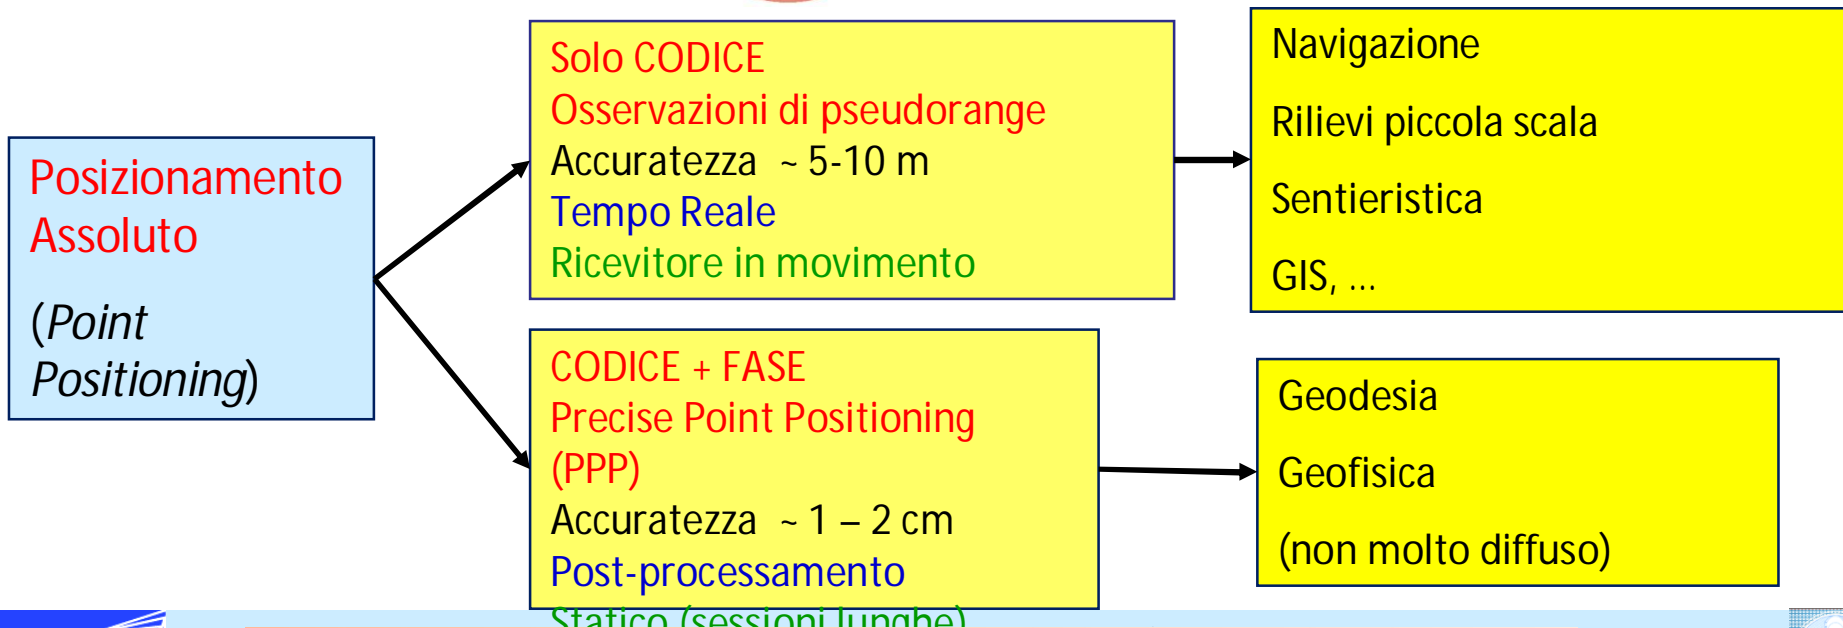 Posizionamento
Assoluto
(Point
Positioning)
Solo CODICE
Osservazioni di pseudorange
Accuratezza ~ 5-10 m
Tempo Reale
Ricevitore in movimento
Navigazione
Rilievi piccola scala
Sentieristica
GIS, ...
CODICE + FASE
Precise Point Positioning
(PPP)
Accuratezza ~ 1 – 2 cm
Post-processamento
Statico (sessioni lunghe)
Geodesia
Geofisica
(non molto diffuso)